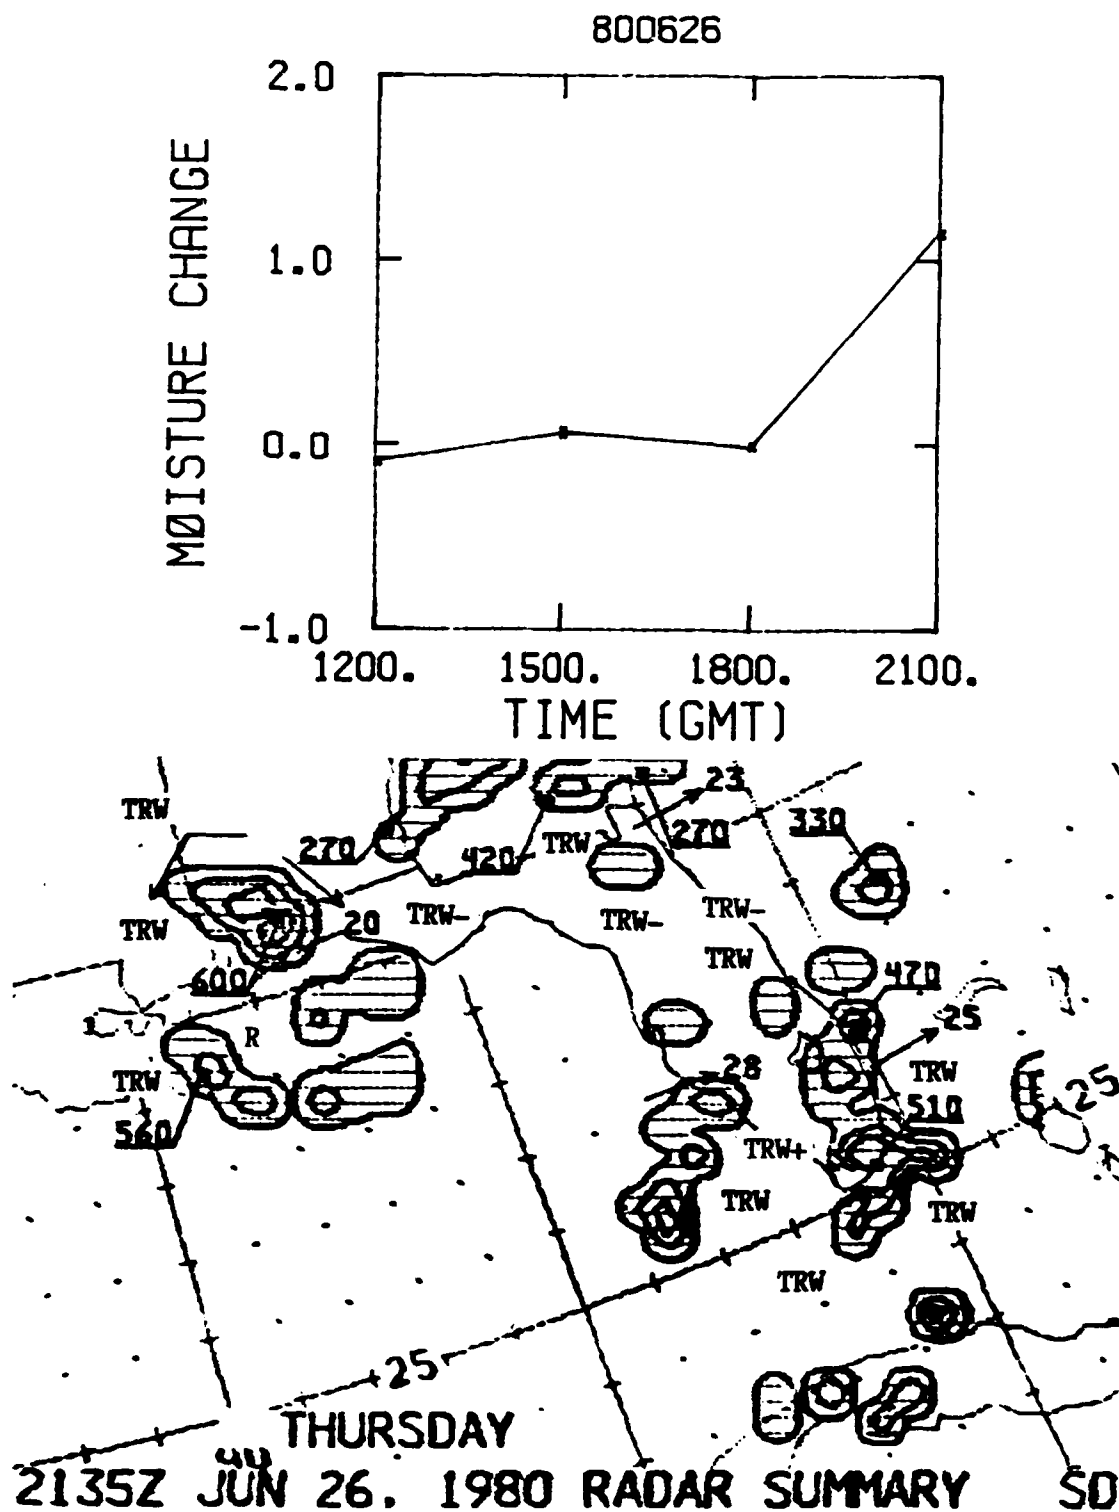 800626
2.0
MØISTURE CHANGE
1.0
0.0
-1.0
1200. 1500. 1800. 2100.
TIME (GMT)
TRW
270
420
TRW
270
23
330
TRW
20
TRW-
TRW-
TRW-
600
TRW
470
R
25
TRW
28
TRW
25
560
510
TRW+
TRW
TRW
TRW
25
THURSDAY
2135Z JUN 26, 1980 RADAR SUMMARY SD